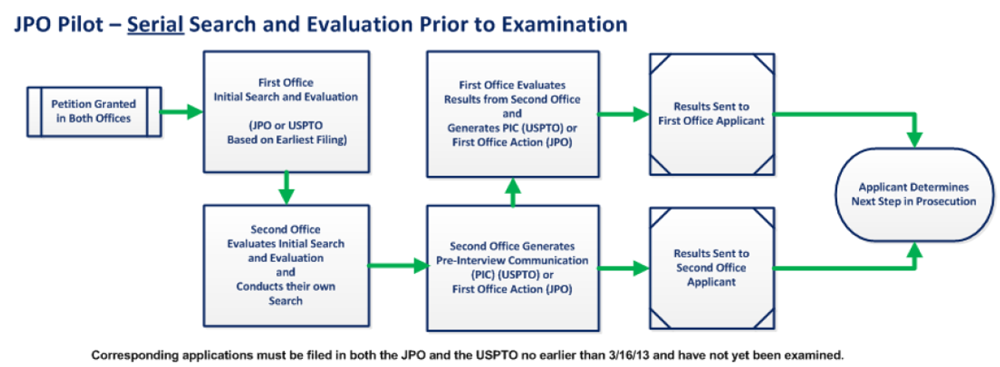 JPO Pilot – Serial Search and Evaluation Prior to Examination
Petition Granted
in Both Offices
First Office
Initial Search and Evaluation
(JPO or USPTO
Based on Earliest Filing)
Second Office
Evaluates Initial Search
and Evaluation
and
Conducts their own
Search
Second Office Generates
Pre-Interview Communication
(PIC) (USPTO) or
First Office Action (JPO)
First Office Evaluates
Results from Second Office
and
Generates PIC (USPTO) or
First Office Action (JPO)
Results Sent to
First Office Applicant
Results Sent to
Second Office
Applicant
Applicant Determines
Next Step in Prosecution
Corresponding applications must be filed in both the JPO and the USPTO no earlier than 3/16/13 and have not yet been examined.